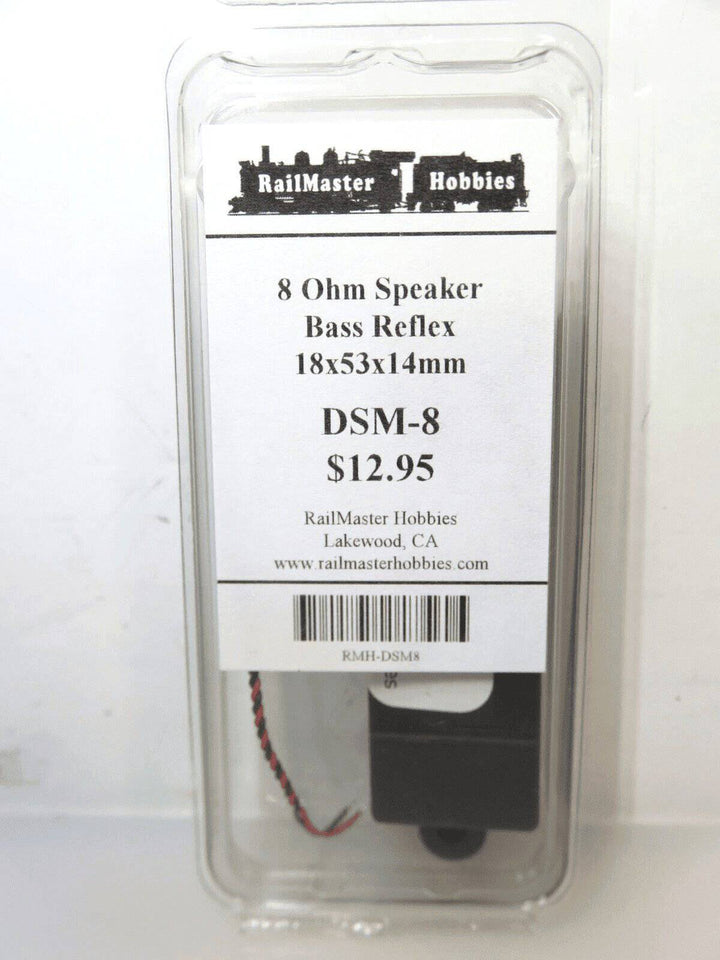 RailMaster Hobbies
8 Ohm Speaker
Bass Reflex
18x53x14mm
DSM-8
$12.95
RailMaster Hobbies
Lakewood, CA
www.railmasterhobbies.com
RMH-DSM8